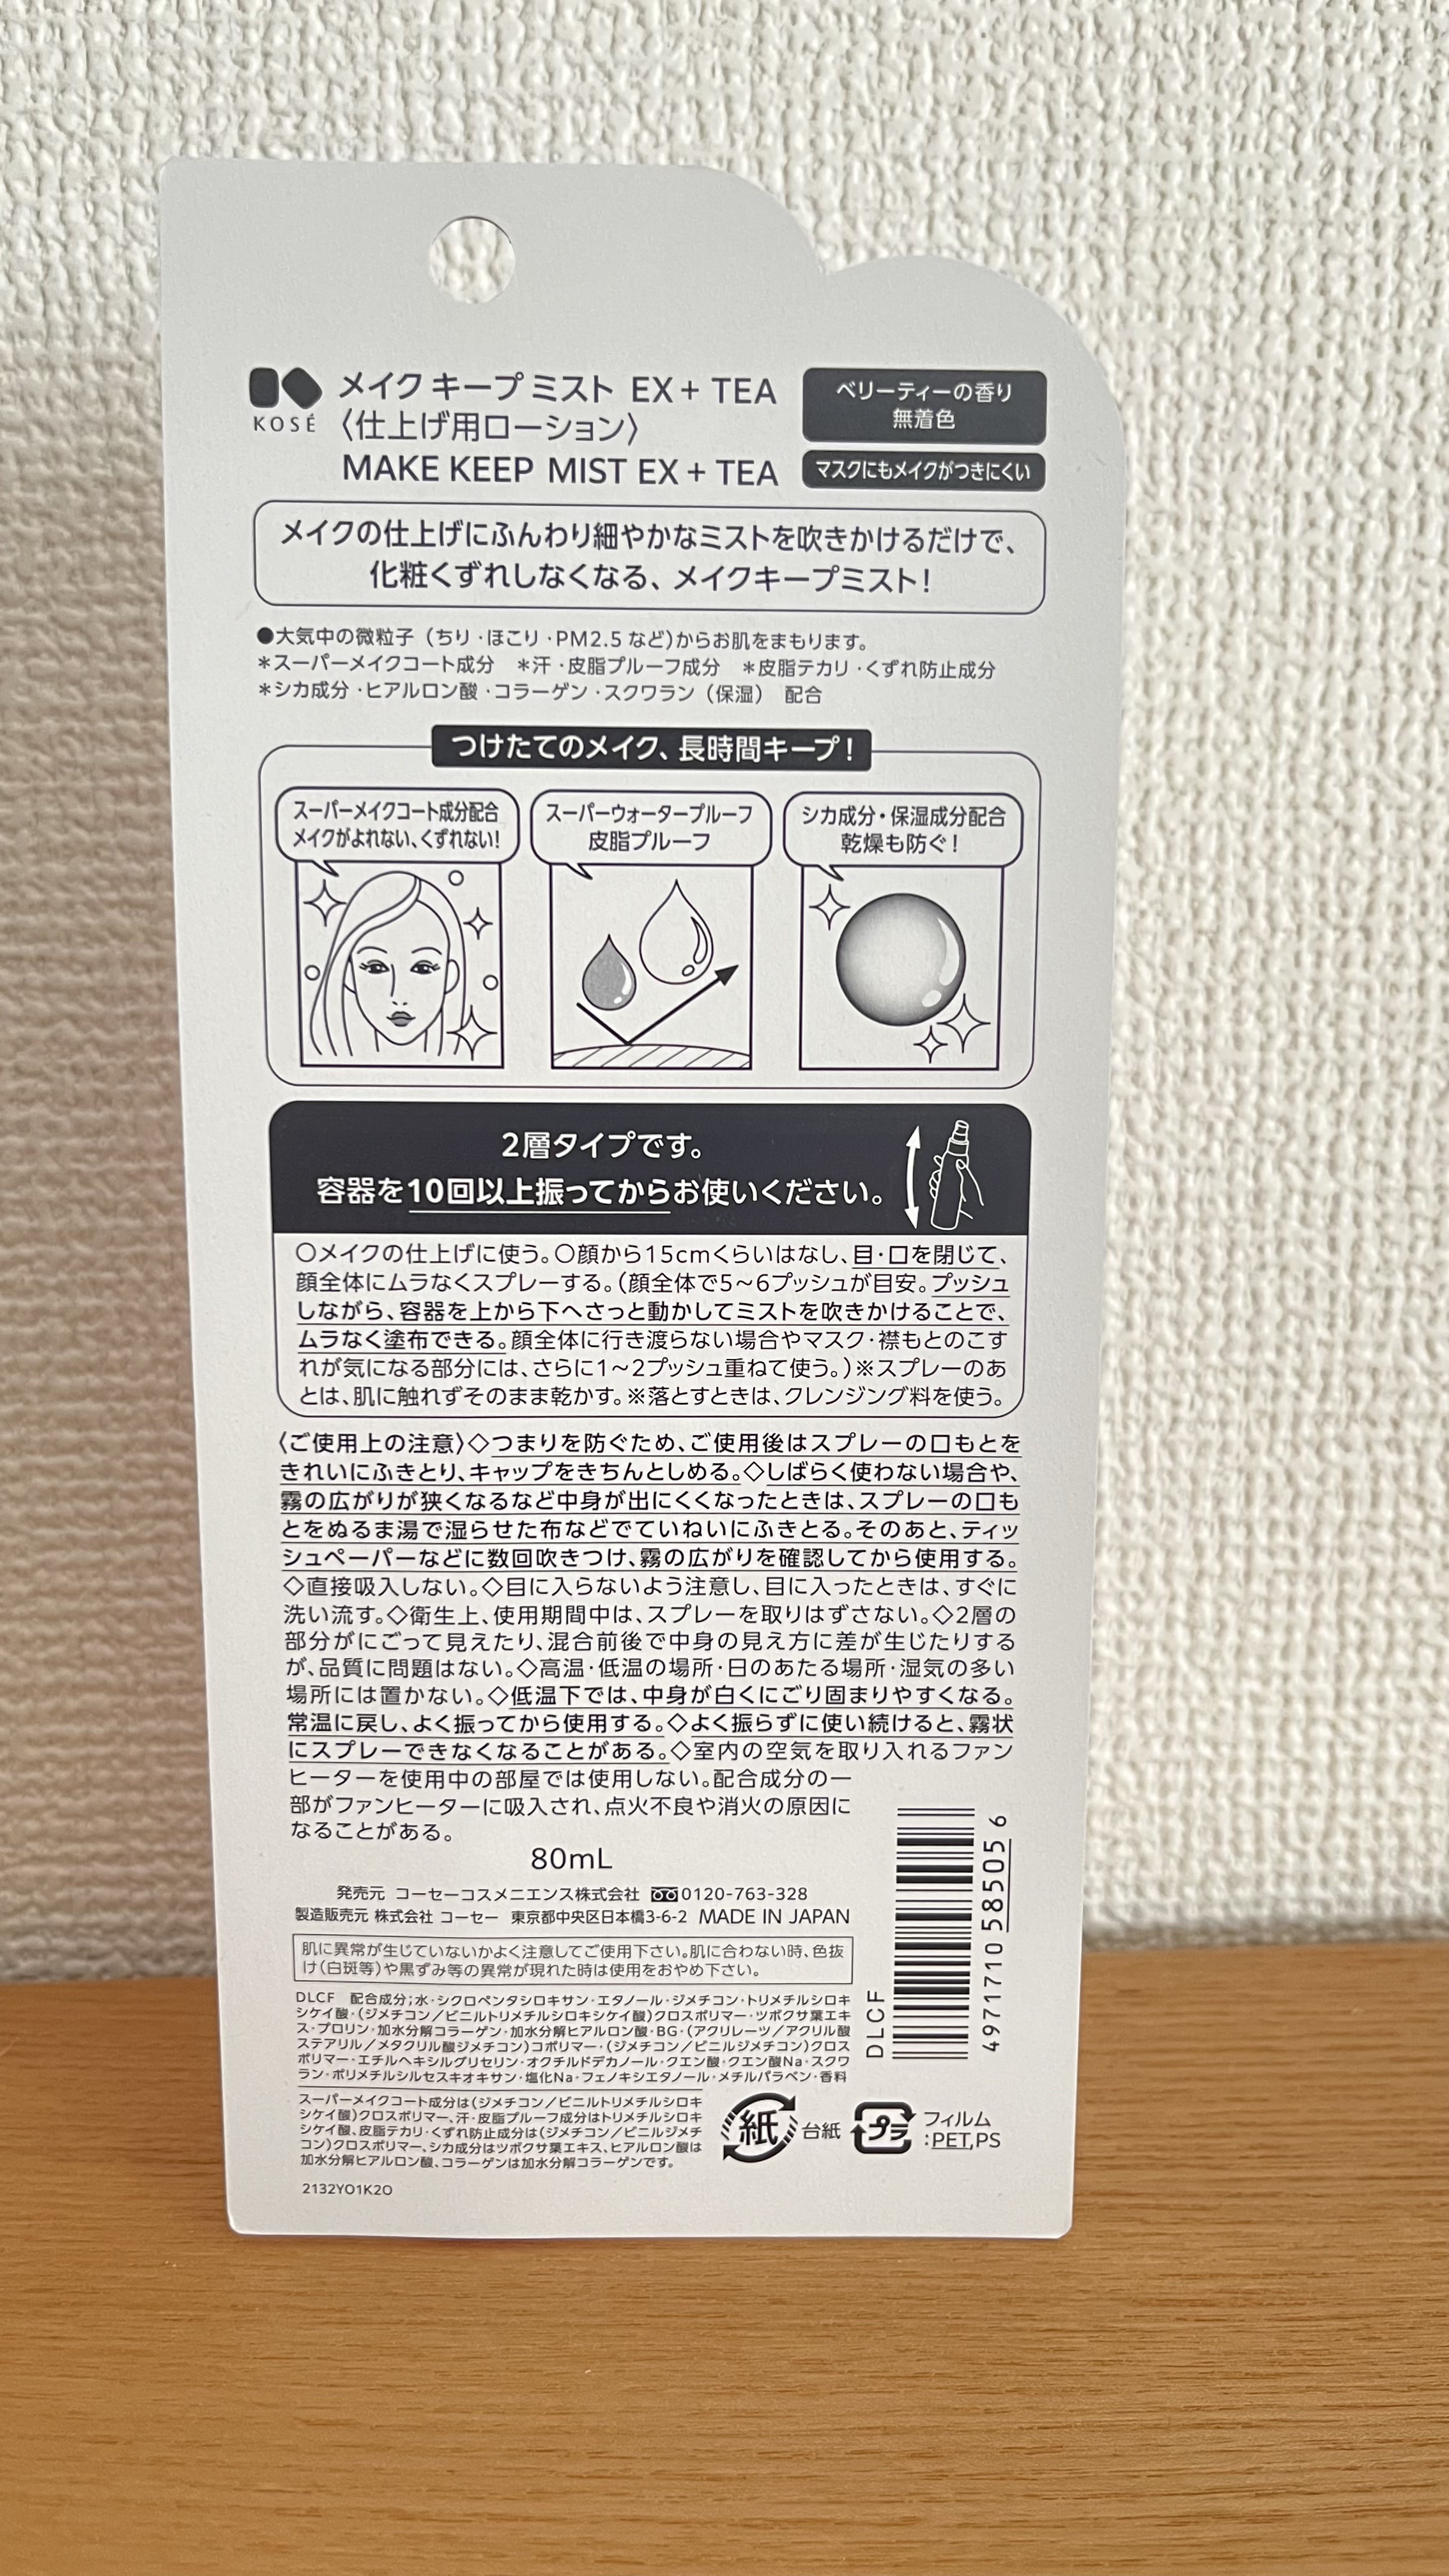 メイク キープ ミスト EX+ TEA
KOSÉ 〈仕上げ用ローション〉
MAKE KEEP MIST EX + TEA
ベリーティーの香り
無着色
マスクにもメイクがつきにくい
メイクの仕上げにふんわり細やかなミストを吹きかけるだけで、
化粧くずれしなくなる、メイクキープミスト!
●大気中の微粒子（ちり・ほこり・PM2.5 など)からお肌をまもります。
＊スーパーメイクコート成分　＊汗・皮脂プルーフ成分　＊皮脂テカリ・くずれ防止成分
＊シカ成分・ヒアルロン酸・コラーゲン・スクワラン（保湿）　配合
つけたてのメイク、長時間キープ!
スーパーメイクコート成分配合
メイクがよれない、くずれない!
スーパーウォータープルーフ
皮脂プルーフ
シカ成分・保湿成分配合
乾燥も防ぐ!
2層タイプです。
容器を10回以上振ってからお使いください。
○メイクの仕上げに使う。○顔から15cmくらいはなし、目・口を閉じて、
顔全体にムラなくスプレーする。(顔全体で5〜6プッシュが目安。プッシュ
しながら、容器を上から下へさっと動かしてミストを吹きかけることで、
ムラなく塗布できる。顔全体に行き渡らない場合やマスク・襟もとのこす
れが気になる部分には、さらに1〜2プッシュ重ねて使う。)※スプレーのあ
とは、肌に触れずそのまま乾かす。※落とすときは、クレンジング料を使う。
〈ご使用上の注意〉◇つまりを防ぐため、ご使用後はスプレーの口もとを
きれいにふきとり、キャップをきちんとしめる。◇しばらく使わない場合や、
霧の広がりが狭くなるなど中身が出にくくなったときは、スプレーの口も
とをぬるま湯で湿らせた布などでていねいにふきとる。そのあと、ティッ
シュペーパーなどに数回吹きつけ、霧の広がりを確認してから使用する。
◇直接吸入しない。◇目に入らないよう注意し、目に入ったときは、すぐに
洗い流す。◇衛生上、使用期間中は、スプレーを取りはずさない。◇2層の
部分がにごって見えたり、混合前後で中身の見え方に差が生じたりする
が、品質に問題はない。◇高温・低温の場所・日のあたる場所・湿気の多い
場所には置かない。◇低温下では、中身が白くにごり固まりやすくなる。
常温に戻し、よく振ってから使用する。◇よく振らずに使い続けると、霧状
にスプレーできなくなることがある。◇室内の空気を取り入れるファン
ヒーターを使用中の部屋では使用しない。配合成分の一
部がファンヒーターに吸入され、点火不良や消火の原因に
なることがある。
80mL
発売元 コーセーコスメニエンス株式会社 0120-763-328
製造販売元 株式会社 コーセー 東京都中央区日本橋3-6-2 MADE IN JAPAN
肌に異常が生じていないかよく注意してご使用下さい。肌に合わない時、色抜
け(白斑等)や黒ずみ等の異常が現れた時は使用をおやめ下さい。
DLCF　配合成分;水・シクロペンタシロキサン・エタノール・ジメチコン・トリメチルシロキ
シケイ酸・(ジメチコン／ビニルトリメチルシロキシケイ酸)クロスポリマー・ツボクサ葉エキ
ス・プロリン・加水分解コラーゲン・加水分解ヒアルロン酸・BG・(アクリレーツ／アクリル酸
ステアリル／メタクリル酸ジメチコン)コポリマー・(ジメチコン／ビニルジメチコン)クロス
ポリマー・エチルヘキシルグリセリン・オクチルドデカノール・クエン酸・クエン酸Na・スクワ
ラン・ポリメチルシルセスキオキサン・塩化Na・フェノキシエタノール・メチルパラベン・香料
スーパーメイクコート成分は(ジメチコン／ビニルトリメチルシロキ
シケイ酸)クロスポリマー、汗・皮脂プルーフ成分はトリメチルシロキ
シケイ酸、皮脂テカリ・くずれ防止成分は(ジメチコン／ビニルジメチ
コン)クロスポリマー、シカ成分はツボクサ葉エキス、ヒアルロン酸は
加水分解ヒアルロン酸、コラーゲンは加水分解コラーゲンです。
2132YO1K2O
DLCF
4971710 58505 6
紙 台紙
プラ フィルム
:PET,PS